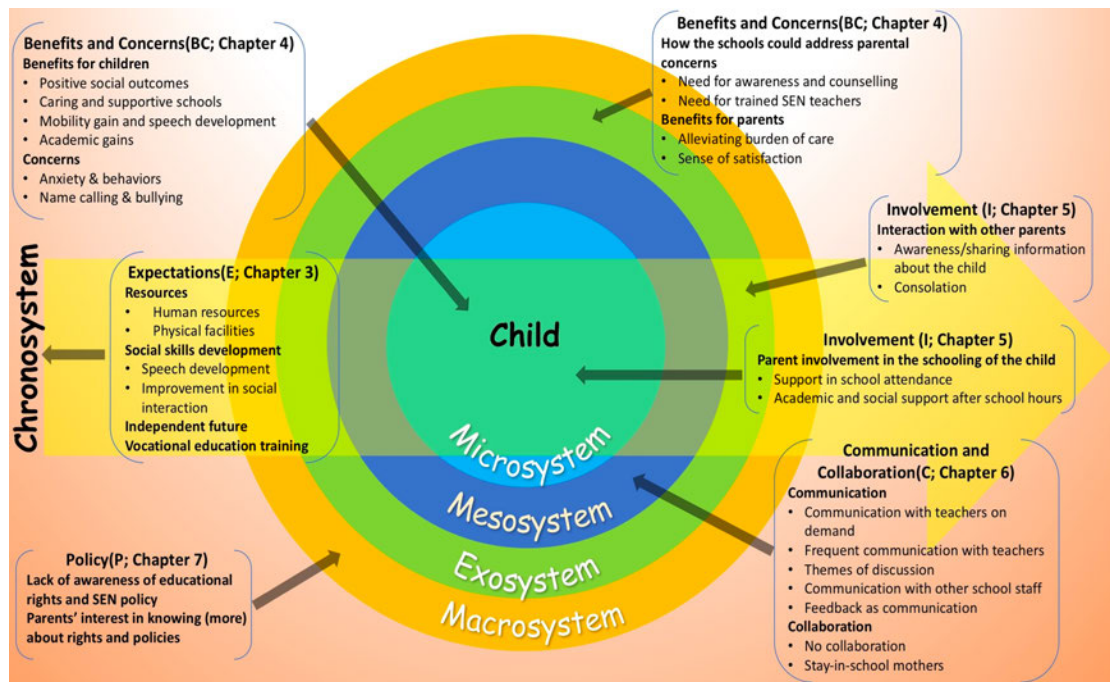 Benefits and Concerns(BC; Chapter 4)
Benefits for children
• Positive social outcomes
• Caring and supportive schools
• Mobility gain and speech development
• Academic gains
Concerns
• Anxiety & behaviors
• Name calling & bullying
Benefits and Concerns(BC; Chapter 4)
How the schools could address parental
concerns
• Need for awareness and counselling
• Need for trained SEN teachers
Benefits for parents
• Alleviating burden of care
• Sense of satisfaction
Involvement (I; Chapter 5)
Interaction with other parents
• Awareness/sharing information
about the child
• Consolation
Chronosystem
Expectations(E; Chapter 3)
Resources
• Human resources
• Physical facilities
Social skills development
• Speech development
• Improvement in social
interaction
Independent future
Vocational education training
Child
Microsystem
Mesosystem
Exosystem
Macrosystem
Involvement (I; Chapter 5)
Parent involvement in the schooling of the child
• Support in school attendance
• Academic and social support after school hours
Policy(P; Chapter 7)
Lack of awareness of educational
rights and SEN policy
Parents' interest in knowing (more)
about rights and policies
Communication and
Collaboration(C; Chapter 6)
Communication
• Communication with teachers on
demand
• Frequent communication with teachers
• Themes of discussion
• Communication with other school staff
• Feedback as communication
Collaboration
• No collaboration
• Stay-in-school mothers